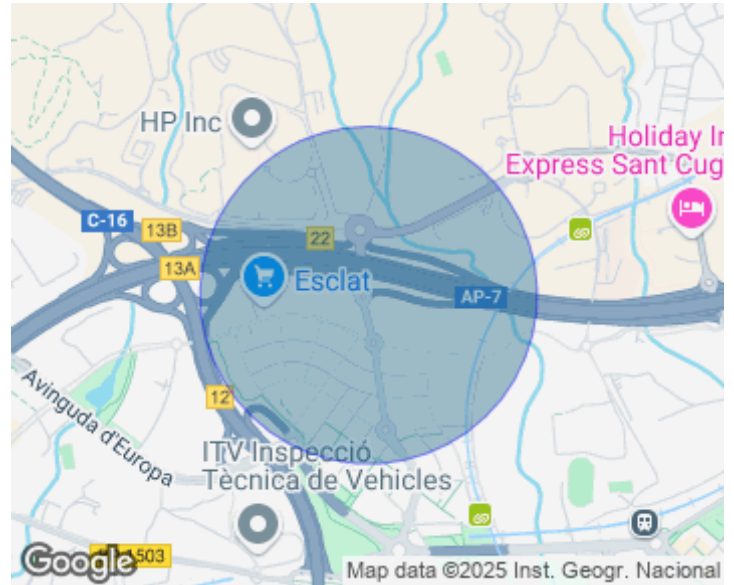 HP Inc
Holiday In
Express Sant Cug
C-16
13B
22
13A
Esclat
AP-7
12
Avinguda d'Europa
ITV Inspecció
Tècnica de Vehicles
1503
Google
Map data ©2025 Inst. Geogr. Nacional